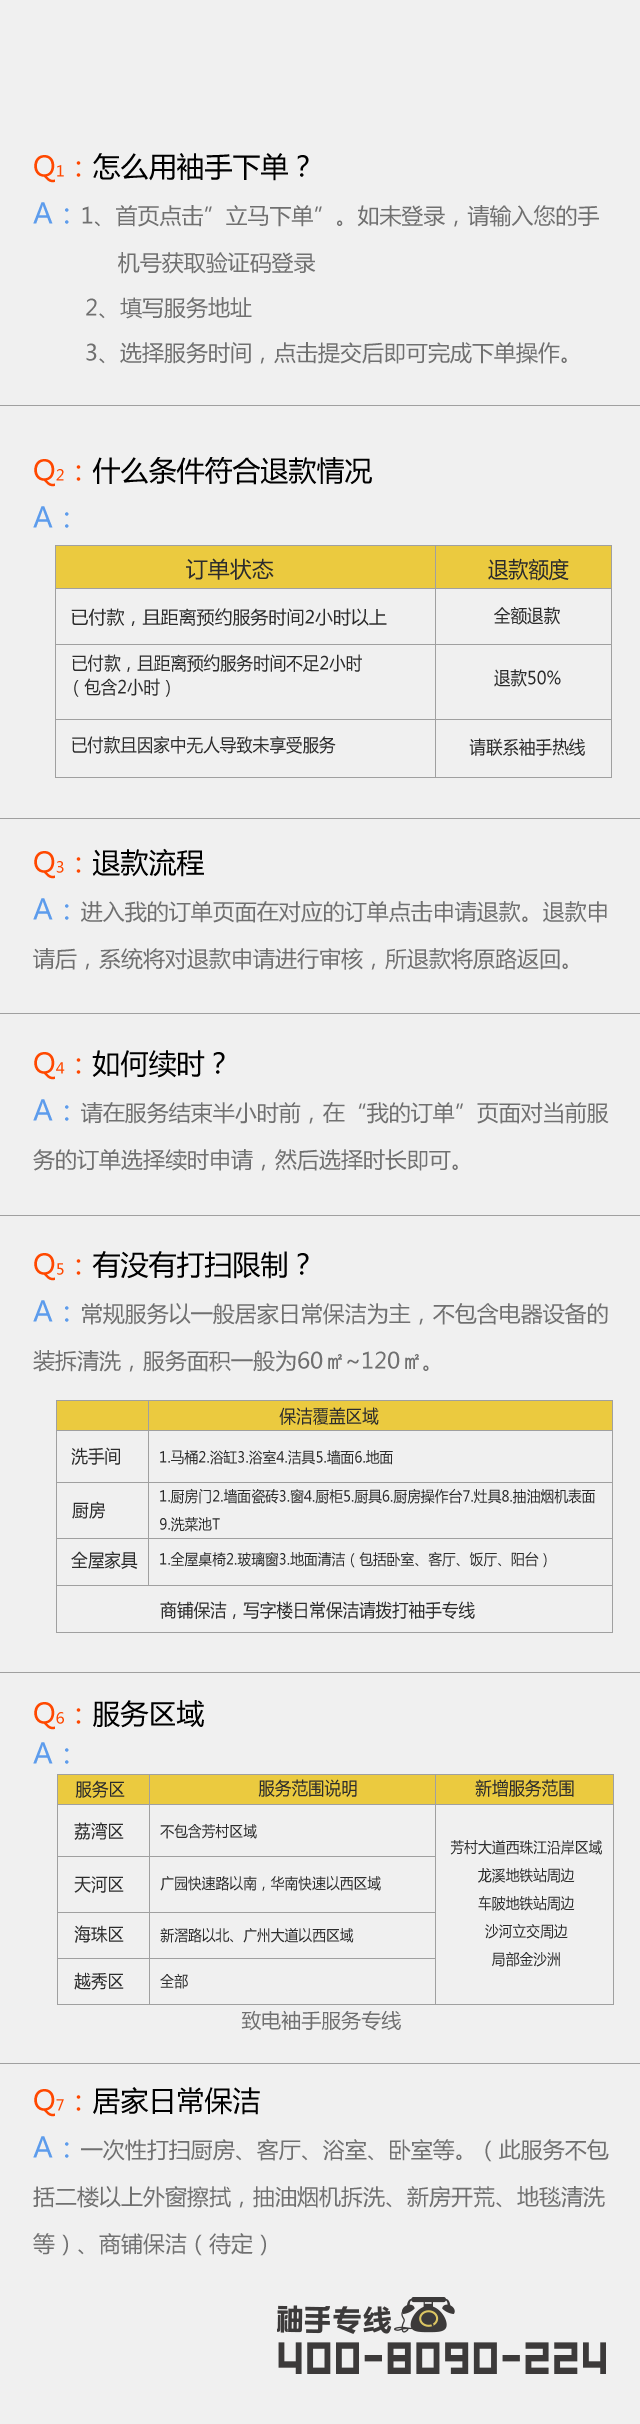 Q1：怎么用袖手下单？
A：1、首页点击”立马下单”。如未登录，请输入您的手
机号获取验证码登录
2、填写服务地址
3、选择服务时间，点击提交后即可完成下单操作。
Q2：什么条件符合退款情况
A：
订单状态 退款额度
已付款，且距离预约服务时间2小时以上 全额退款
已付款，且距离预约服务时间不足2小时
（包含2小时） 退款50%
已付款且因家中无人导致未享受服务 请联系袖手热线
Q3：退款流程
A：进入我的订单页面在对应的订单点击申请退款。退款申
请后，系统将对退款申请进行审核，所退款将原路返回。
Q4：如何续时？
A：请在服务结束半小时前，在“我的订单”页面对当前服
务的订单选择续时申请，然后选择时长即可。
Q5：有没有打扫限制？
A：常规服务以一般居家日常保洁为主，不包含电器设备的
装拆清洗，服务面积一般为60㎡~120㎡。
保洁覆盖区域
洗手间 1.马桶2.浴缸3.浴室4.洁具5.墙面6.地面
厨房 1.厨房门2.墙面瓷砖3.窗4.厨柜5.厨具6.厨房操作台7.灶具8.抽油烟机表面
9.洗菜池T
全屋家具 1.全屋桌椅2.玻璃窗3.地面清洁（包括卧室、客厅、饭厅、阳台）
商铺保洁，写字楼日常保洁请拨打袖手专线
Q6：服务区域
A：
服务区 服务范围说明 新增服务范围
荔湾区 不包含芳村区域
天河区 广园快速路以南，华南快速以西区域
海珠区 新滘路以北、广州大道以西区域
越秀区 全部
芳村大道西珠江沿岸区域
龙溪地铁站周边
车陂地铁站周边
沙河立交周边
局部金沙洲
致电袖手服务专线
Q7：居家日常保洁
A：一次性打扫厨房、客厅、浴室、卧室等。（此服务不包
括二楼以上外窗擦拭，抽油烟机拆洗、新房开荒、地毯清洗
等）、商铺保洁（待定）
袖手专线
400-8090-224